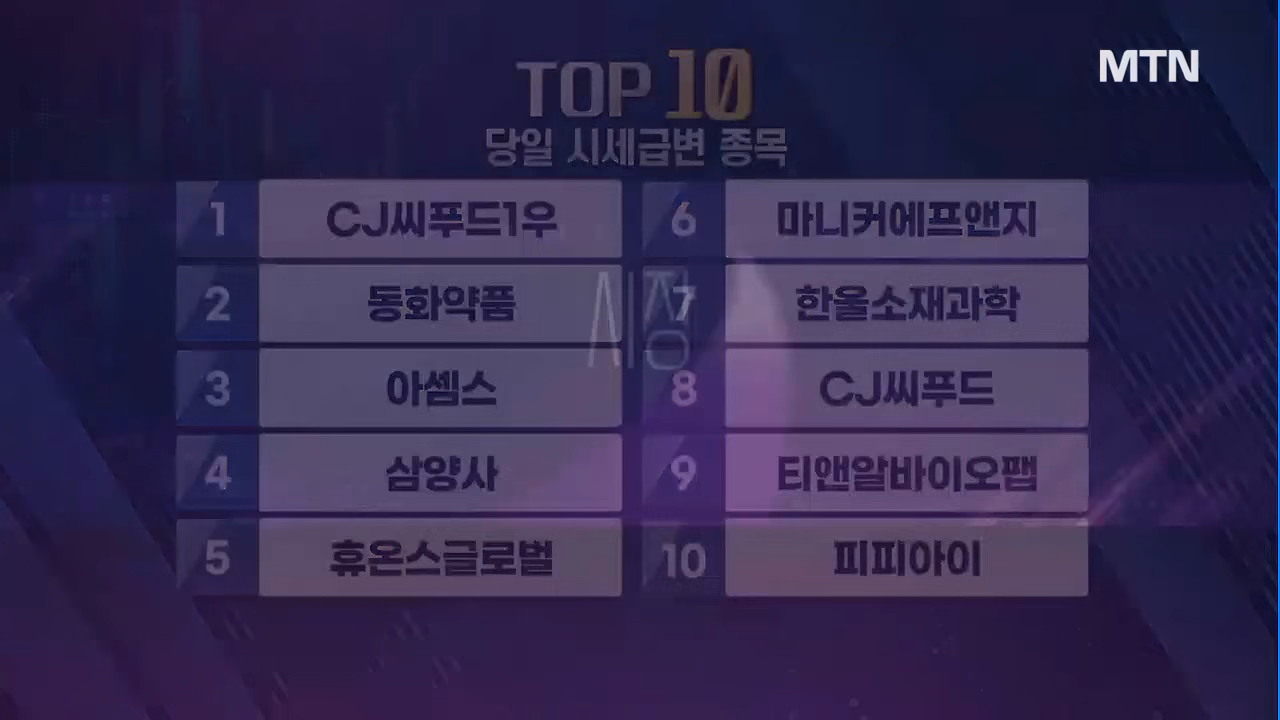 MTN
TOP 10
당일 시세급변 종목
1 CJ씨푸드1우
2 동화약품
3 아셈스
4 삼양사
5 휴온스글로벌
6 마니커에프앤지
7 한울소재과학
8 CJ씨푸드
9 티앤알바이오팹
10 피피아이
시장